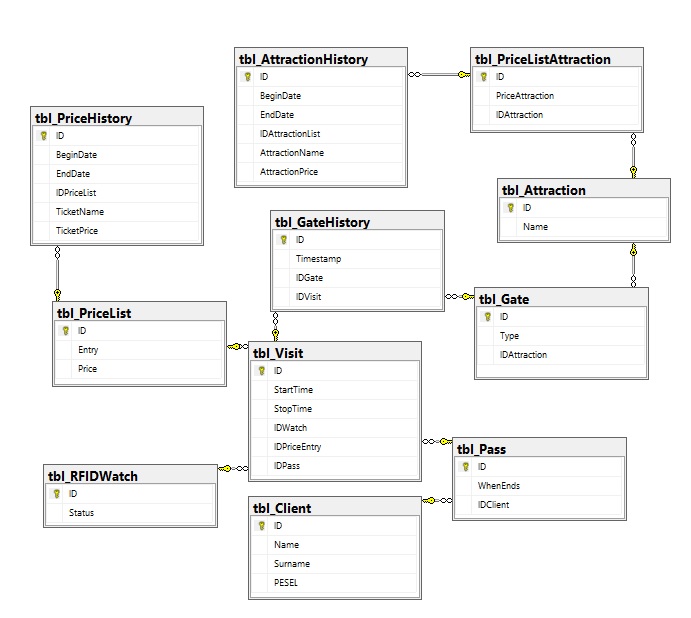 tbl_AttractionHistory
ID
BeginDate
EndDate
IDAttractionList
AttractionName
AttractionPrice
tbl_PriceListAttraction
ID
PriceAttraction
IDAttraction
tbl_PriceHistory
ID
BeginDate
EndDate
IDPriceList
TicketName
TicketPrice
tbl_Attraction
ID
Name
tbl_GateHistory
ID
Timestamp
IDGate
IDVisit
tbl_Gate
ID
Type
IDAttraction
tbl_PriceList
ID
Entry
Price
tbl_Visit
ID
StartTime
StopTime
IDWatch
IDPriceEntry
IDPass
tbl_Pass
ID
WhenEnds
IDClient
tbl_RFIDWatch
ID
Status
tbl_Client
ID
Name
Surname
PESEL